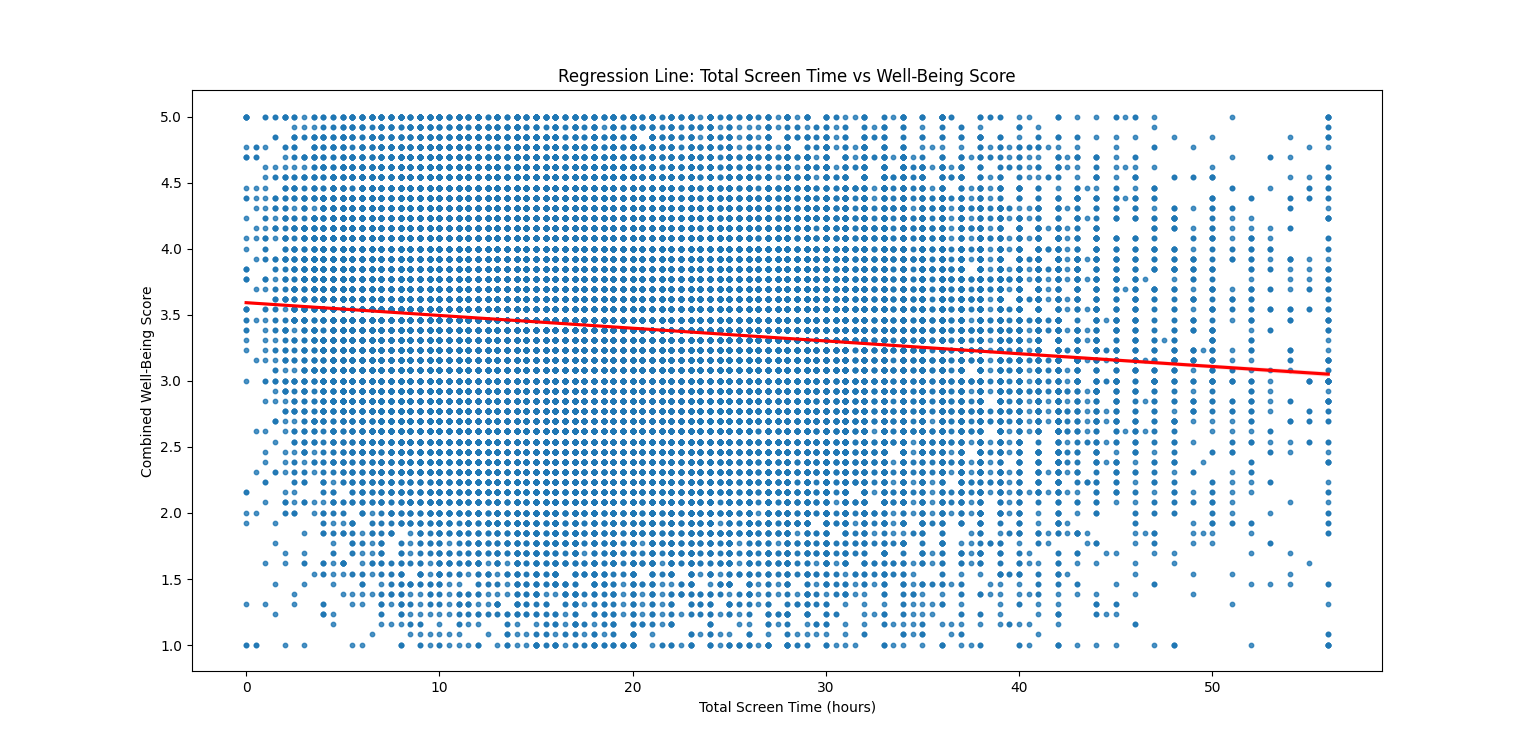 Regression Line: Total Screen Time vs Well-Being Score
Combined Well-Being Score
5.0
4.5
4.0
3.5
3.0
2.5
2.0
1.5
1.0
0 10 20 30 40 50
Total Screen Time (hours)